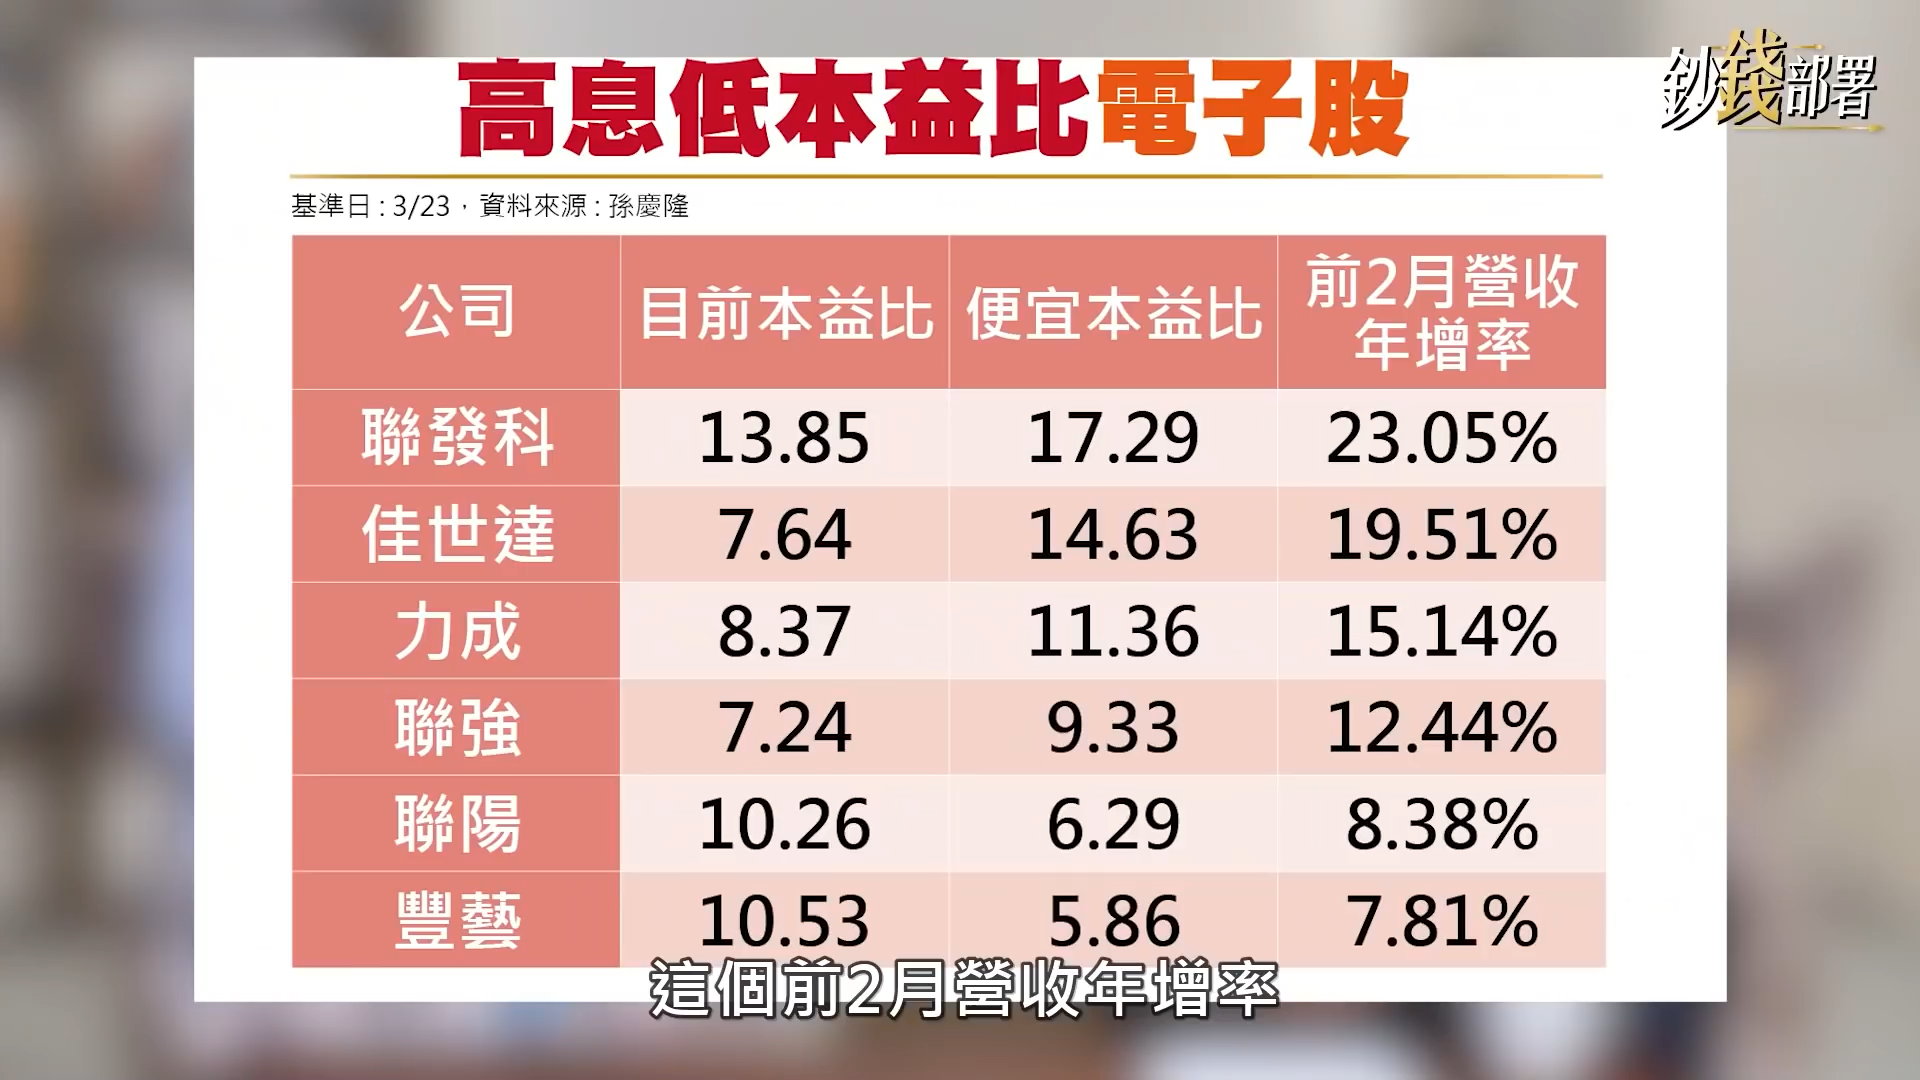 高息低本益比電子股
鈔錢部署
基準日：3/23，資料來源：孫慶隆
公司 目前本益比 便宜本益比 前2月營收年增率
聯發科 13.85 17.29 23.05%
佳世達 7.64 14.63 19.51%
力成 8.37 11.36 15.14%
聯強 7.24 9.33 12.44%
聯陽 10.26 6.29 8.38%
豐藝 10.53 5.86 7.81%
這個前2月營收年增率